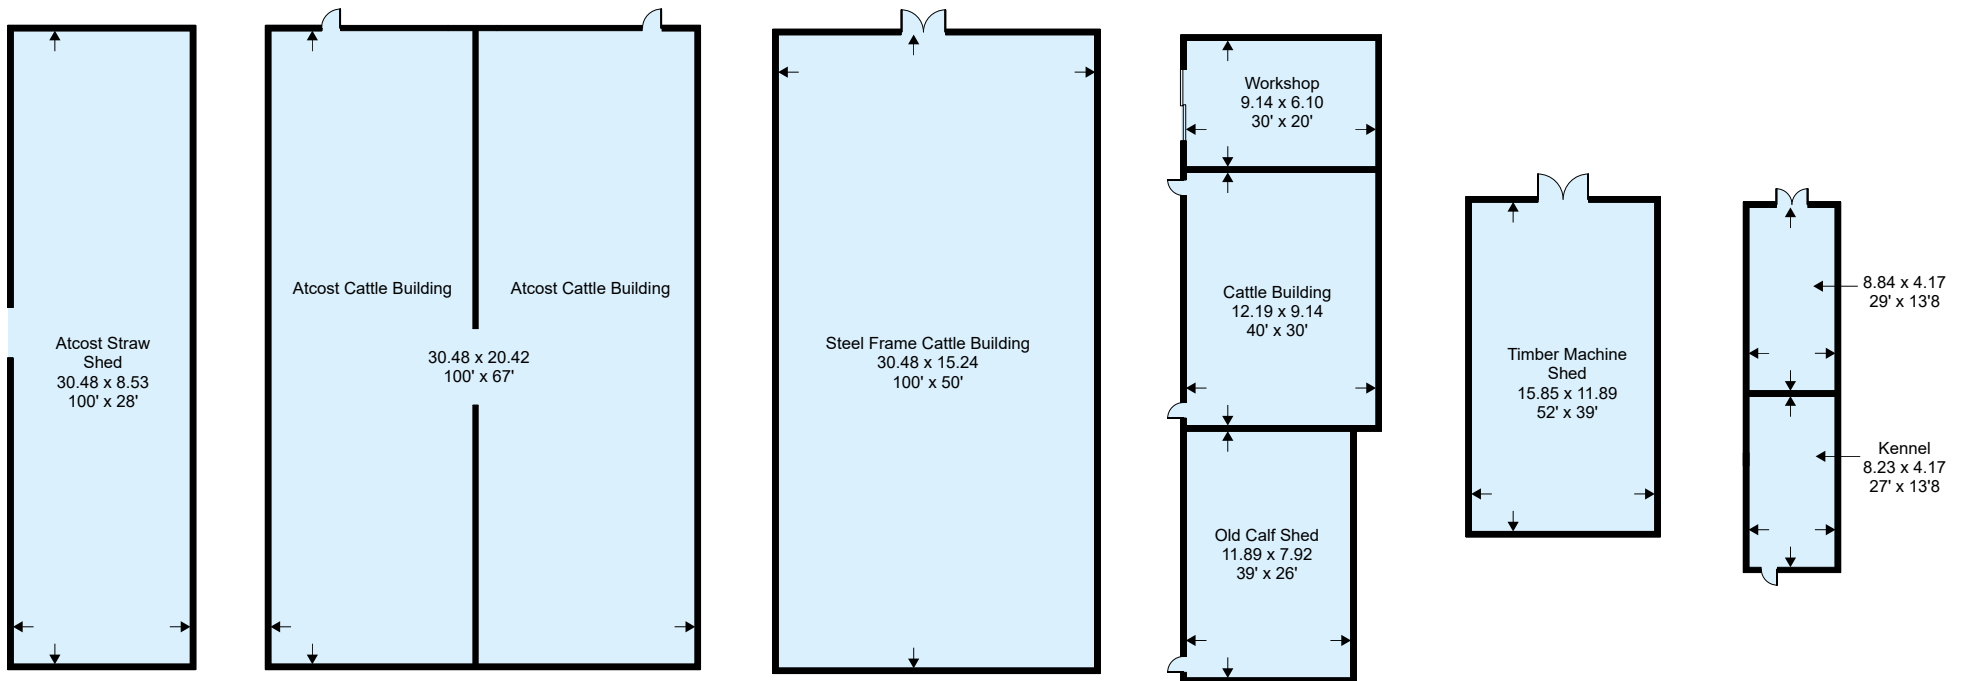 Atcost Straw
Shed
30.48 x 8.53
100' x 28'
Atcost Cattle Building
Atcost Cattle Building
30.48 x 20.42
100' x 67'
Steel Frame Cattle Building
30.48 x 15.24
100' x 50'
Workshop
9.14 x 6.10
30' x 20'
Cattle Building
12.19 x 9.14
40' x 30'
Old Calf Shed
11.89 x 7.92
39' x 26'
Timber Machine
Shed
15.85 x 11.89
52' x 39'
8.84 x 4.17
29' x 13'8
Kennel
8.23 x 4.17
27' x 13'8